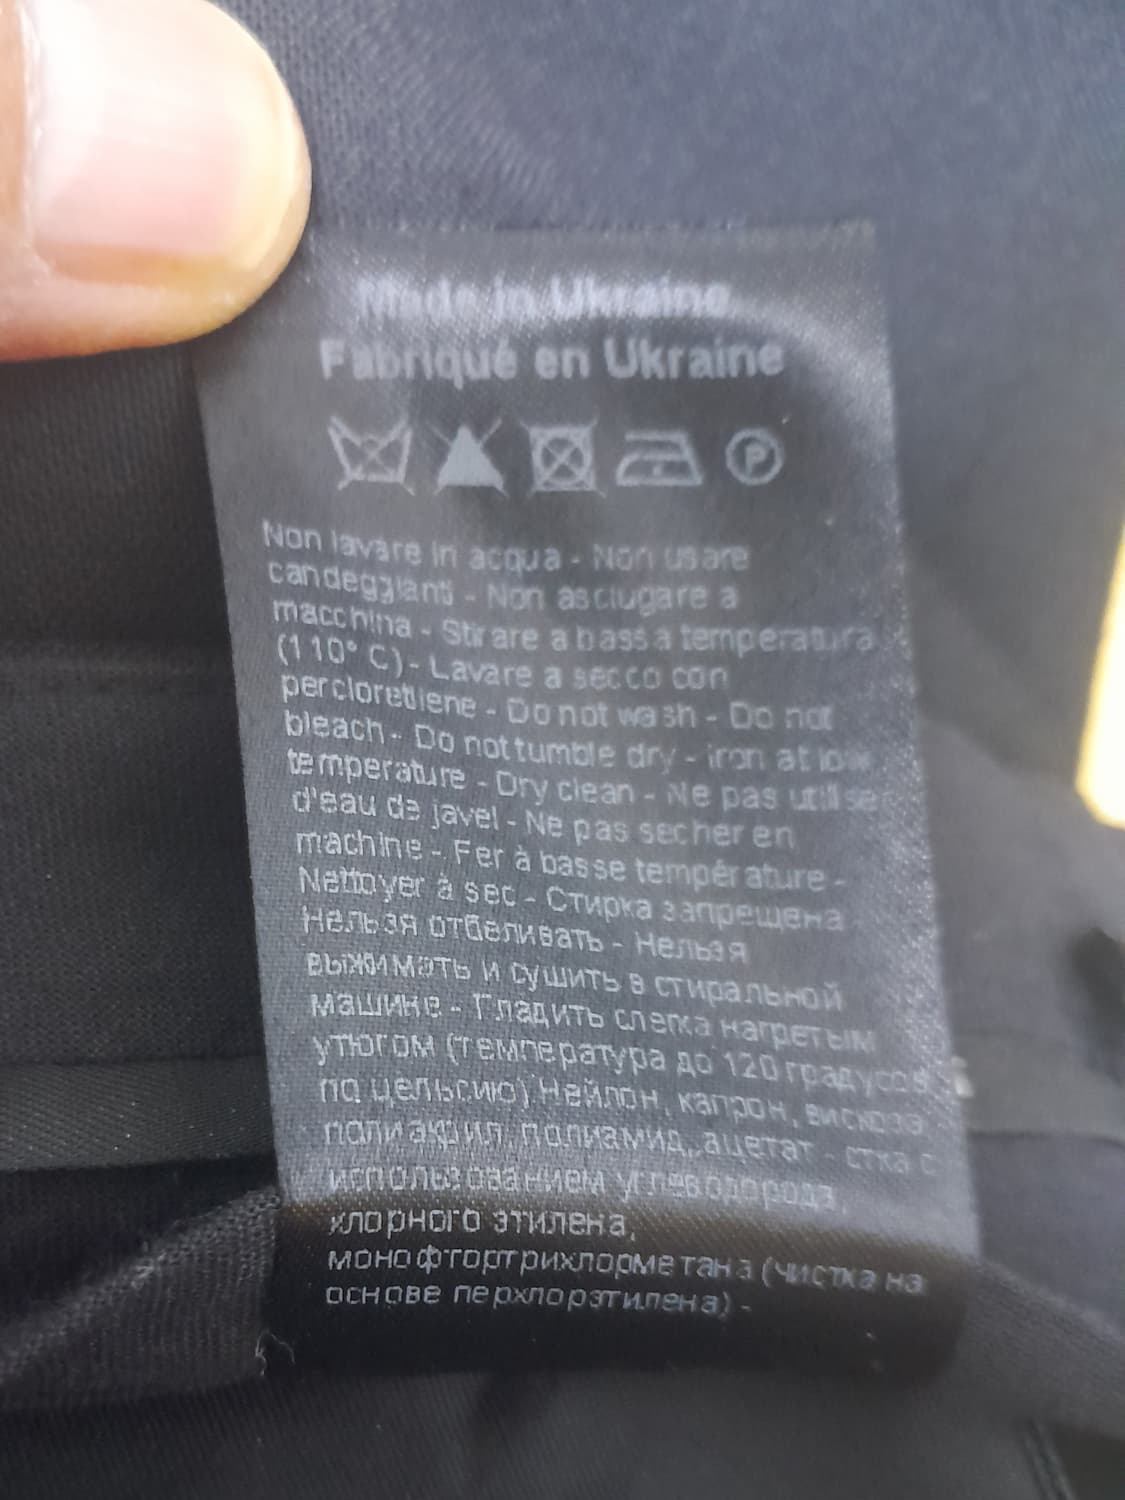 Made in Ukraine
Fabriqué en Ukraine
P
Non lavare in acqua - Non usare
candeggianti - Non asciugare a
macchina - Stirare a bassa temperatura
(110° C) - Lavare a secco con
percloretilene - Do not wash - Do not
bleach - Do not tumble dry - iron at low
temperature - Dry clean - Ne pas utiliser
d'eau de javel - Ne pas secher en
machine - Fer à basse température -
Nettoyer à sec - Стирка запрещена
Нельзя отбеливать - Нельзя
выжимать и сушить в стиральной
машине - Гладить слегка нагретым
утюгом (температура до 120 градусов
по цельсию) Нейлон, капрон, вискоза
полиакрил, полиамид, ацетат - стка с
использованием углеводорода,
хлорного этилена,
монофтортрихлорметана (чистка на
основе перхлорэтилена) -